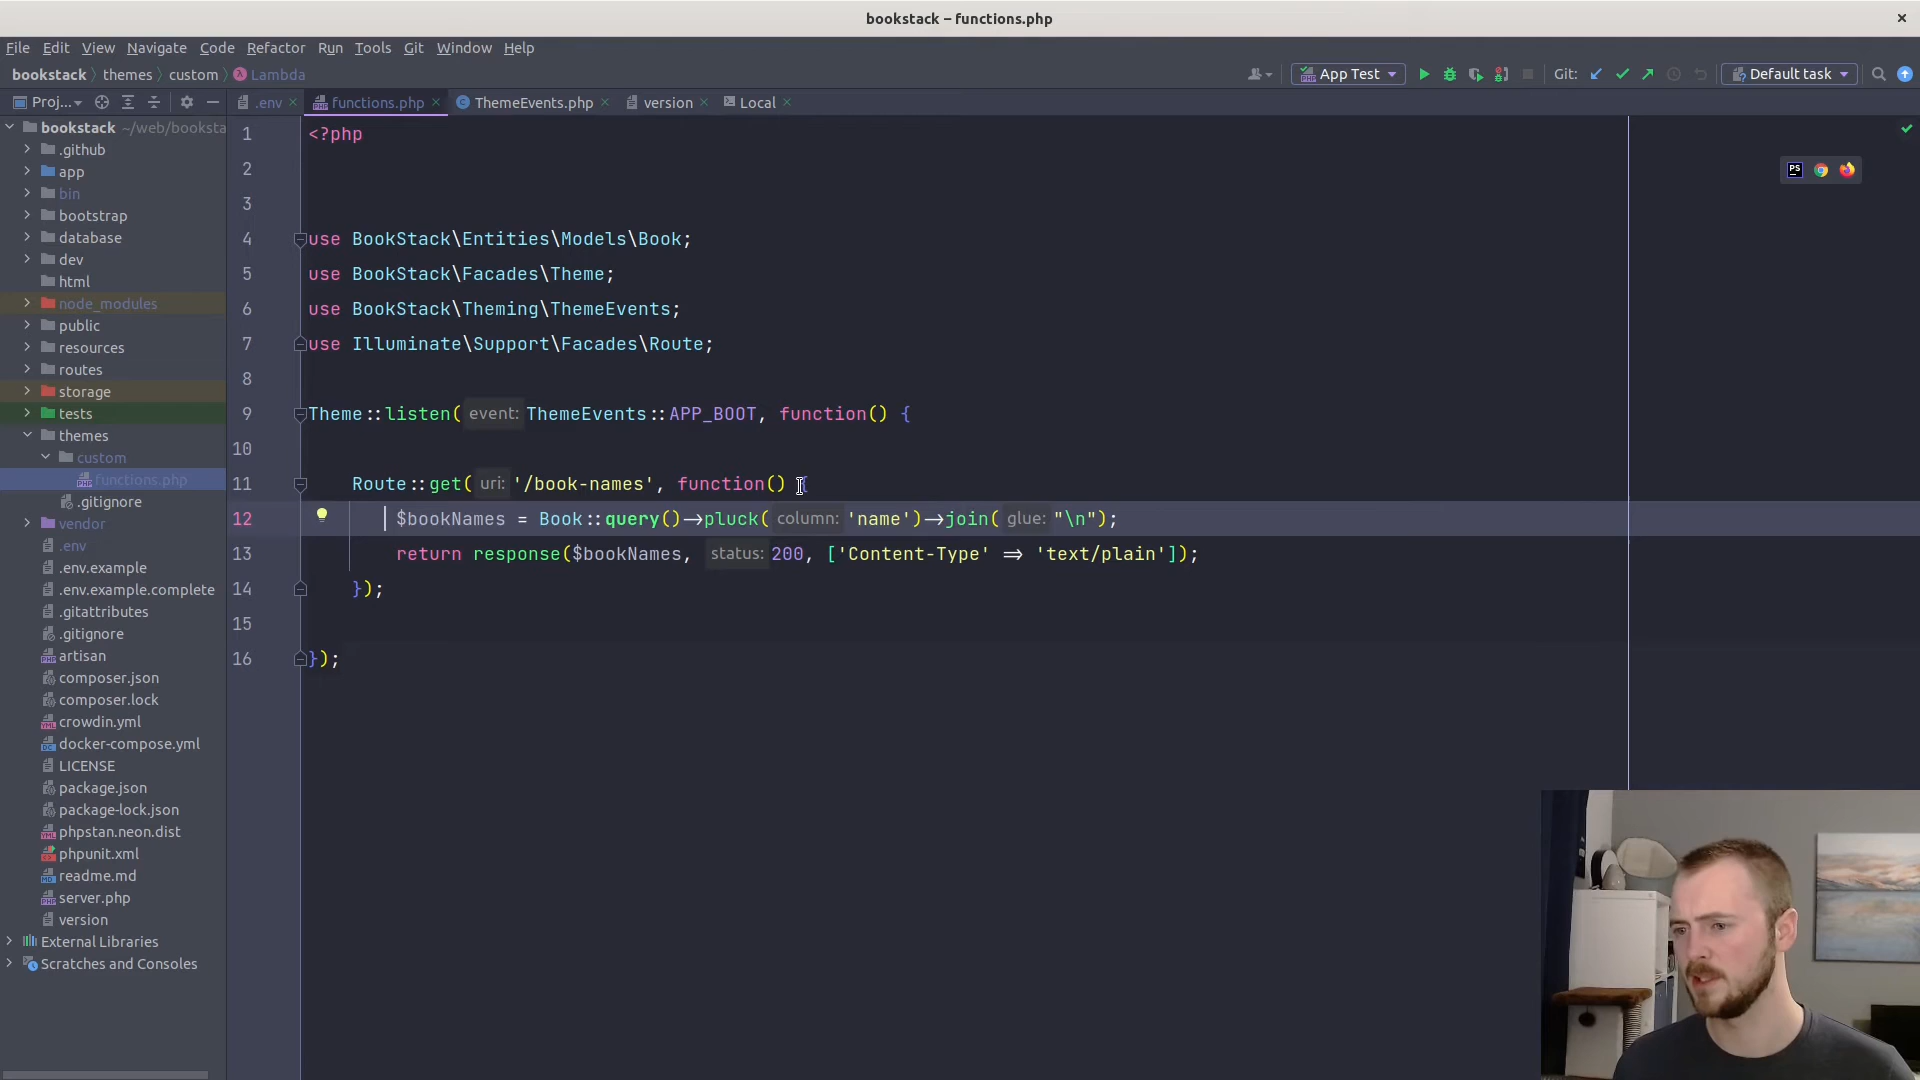 bookstack – functions.php
File Edit View Navigate Code Refactor Run Tools Git Window Help
bookstack themes custom Lambda
App Test
Git:
Default task
Proj...
.env
functions.php
ThemeEvents.php
version
Local
bookstack ~/web/booksta
.github
app
bin
bootstrap
database
dev
html
node_modules
public
resources
routes
storage
tests
themes
custom
functions.php
.gitignore
vendor
.env
.env.example
.env.example.complete
.gitattributes
.gitignore
artisan
composer.json
composer.lock
crowdin.yml
docker-compose.yml
LICENSE
package.json
package-lock.json
phpstan.neon.dist
phpunit.xml
readme.md
server.php
version
External Libraries
Scratches and Consoles
1 <?php
2
3
4 use BookStack\Entities\Models\Book;
5 use BookStack\Facades\Theme;
6 use BookStack\Theming\ThemeEvents;
7 use Illuminate\Support\Facades\Route;
8
9 Theme::listen( event: ThemeEvents::APP_BOOT, function() {
10
11 Route::get( uri: '/book-names', function() {
12 $bookNames = Book::query()->pluck( column: 'name')->join( glue: "\n");
13 return response($bookNames, status: 200, ['Content-Type' => 'text/plain']);
14 });
15
16 });
PS